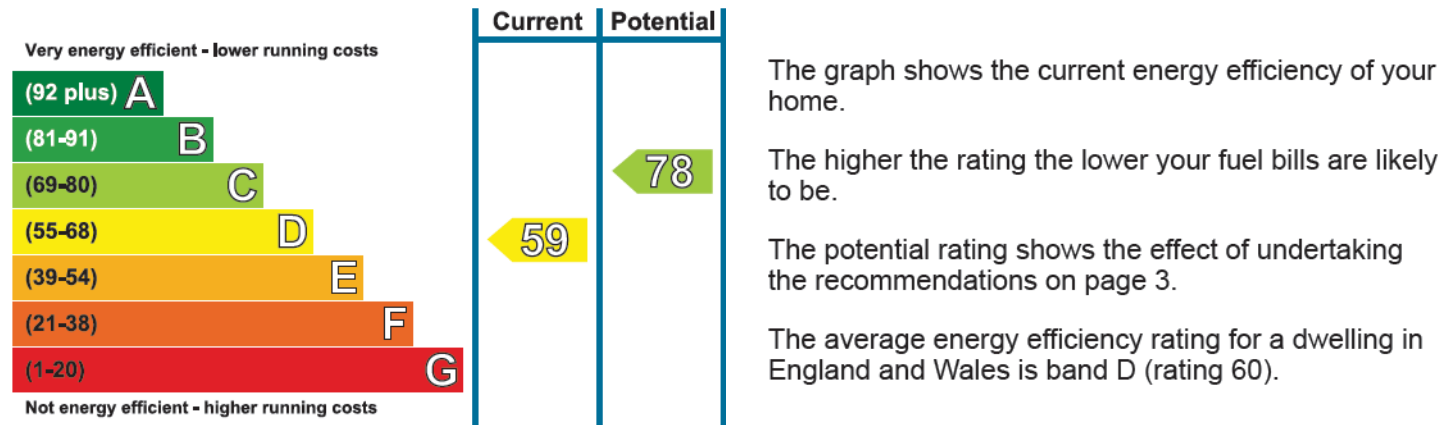 Current Potential
Very energy efficient - lower running costs
(92 plus) A
(81-91) B
(69-80) C
78
(55-68) D
59
(39-54) E
(21-38) F
(1-20) G
Not energy efficient - higher running costs
The graph shows the current energy efficiency of your
home.
The higher the rating the lower your fuel bills are likely
to be.
The potential rating shows the effect of undertaking
the recommendations on page 3.
The average energy efficiency rating for a dwelling in
England and Wales is band D (rating 60).